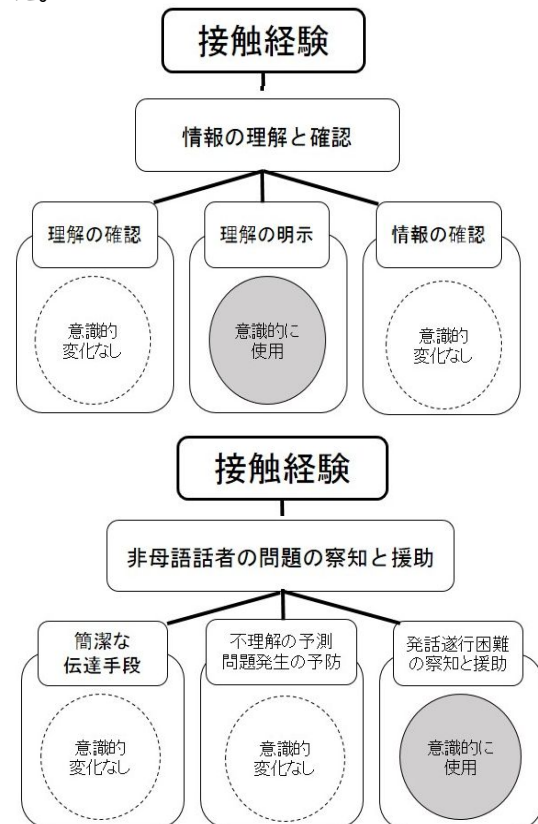 接触経験
情報の理解と確認
理解の確認
理解の明示
情報の確認
意識的
変化なし
意識的に
使用
意識的
変化なし
接触経験
非母語話者の問題の察知と援助
簡潔な
伝達手段
不理解の予測
問題発生の予防
発話遂行困難
の察知と援助
意識的
変化なし
意識的
変化なし
意識的に
使用